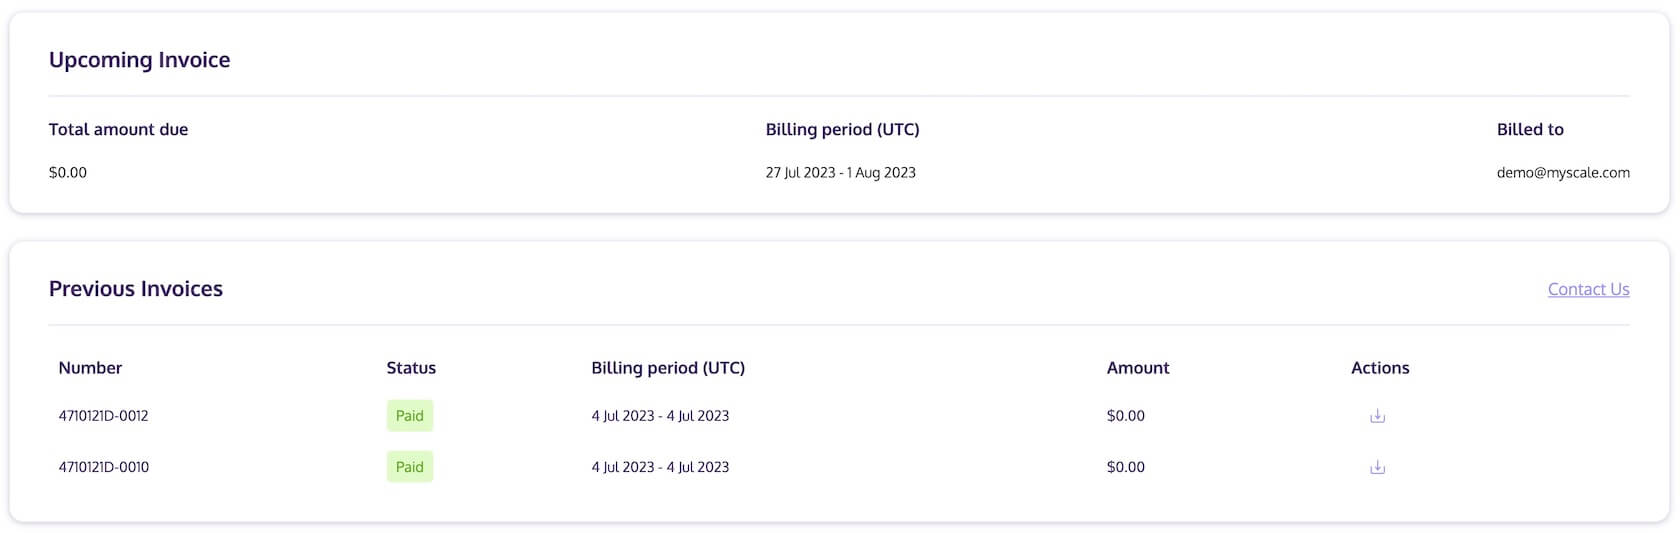 Upcoming Invoice
Total amount due Billing period (UTC) Billed to
$0.00 27 Jul 2023 - 1 Aug 2023 demo@myscale.com
Previous Invoices Contact Us
Number Status Billing period (UTC) Amount Actions
4710121D-0012 Paid 4 Jul 2023 - 4 Jul 2023 $0.00
4710121D-0010 Paid 4 Jul 2023 - 4 Jul 2023 $0.00